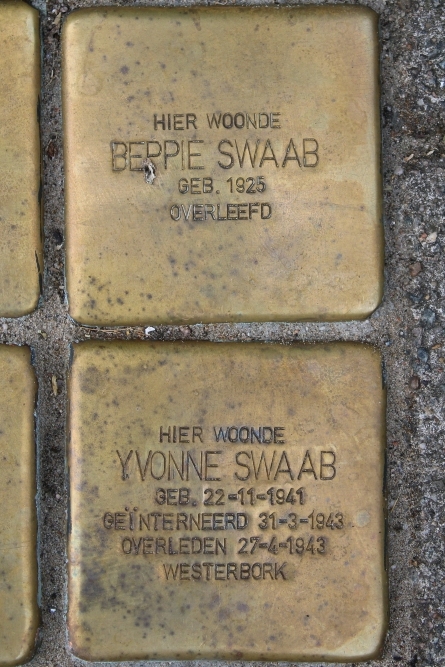 HIER WOONDE
BEPPIE SWAAB
GEB. 1925
OVERLEEFD
HIER WOONDE
YVONNE SWAAB
GEB. 22-11-1941
GEÏNTERNEERD 31-3-1943
OVERLEDEN 27-4-1943
WESTERBORK